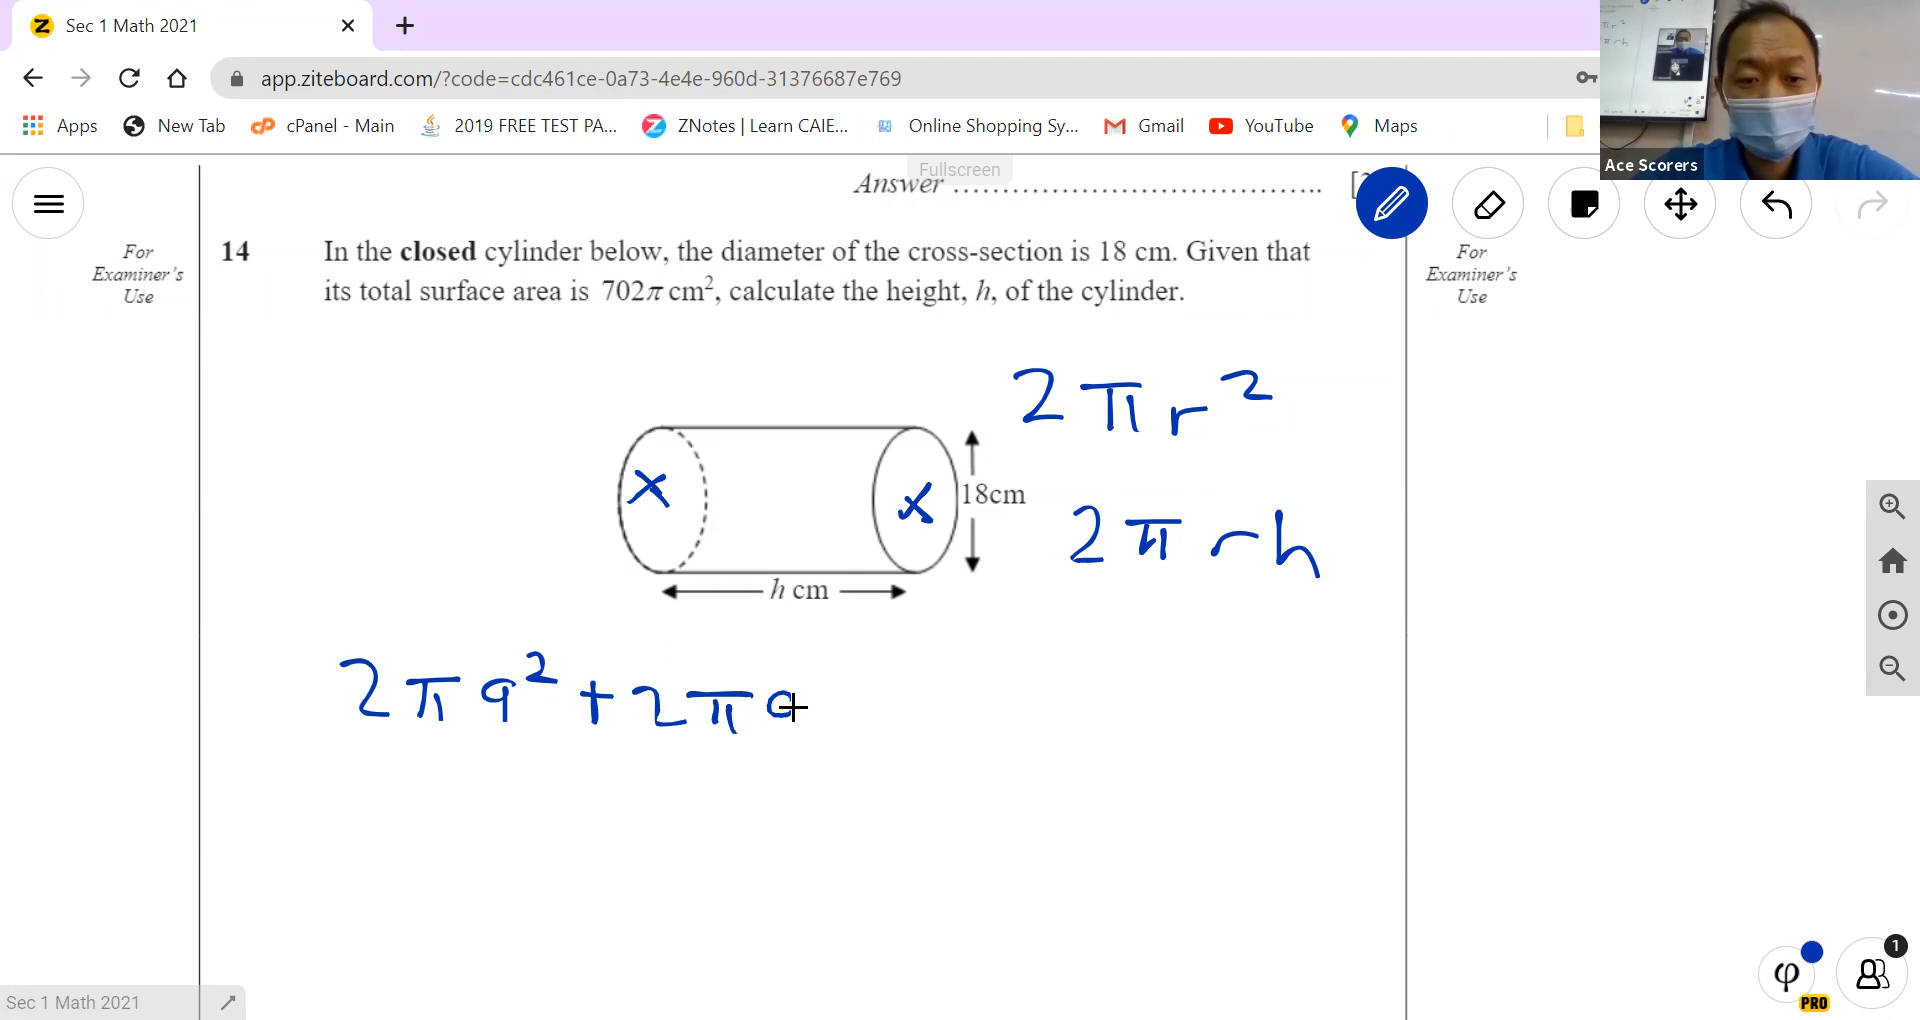 Sec 1 Math 2021
app.ziteboard.com/?code=cdc461ce-0a73-4e4e-960d-31376687e769
Apps New Tab cPanel - Main 2019 FREE TEST PA... ZNotes | Learn CAIE... Online Shopping Sy... Gmail YouTube Maps
Ace Scorers
Fullscreen
Answer ..........................................
For
Examiner's
Use
14 In the closed cylinder below, the diameter of the cross-section is 18 cm. Given that
its total surface area is 702π cm², calculate the height, h, of the cylinder.
For
Examiner's
Use
2πr²
x x
18cm
2πrh
h cm
2π9²+2π
1
φ
PRO
Sec 1 Math 2021